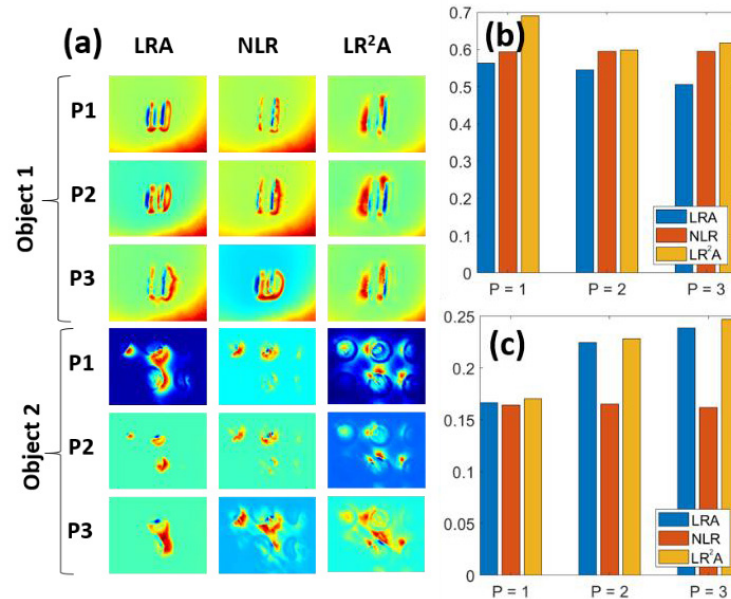 (a) LRA NLR LR²A
Object 1
P1
P2
P3
Object 2
P1
P2
P3
(b)
0.7
0.6
0.5
0.4
0.3
0.2
0.1
0
LRA
NLR
LR²A
P = 1 P = 2 P = 3
(c)
0.25
0.2
0.15
0.1
0.05
0
LRA
NLR
LR²A
P = 1 P = 2 P = 3